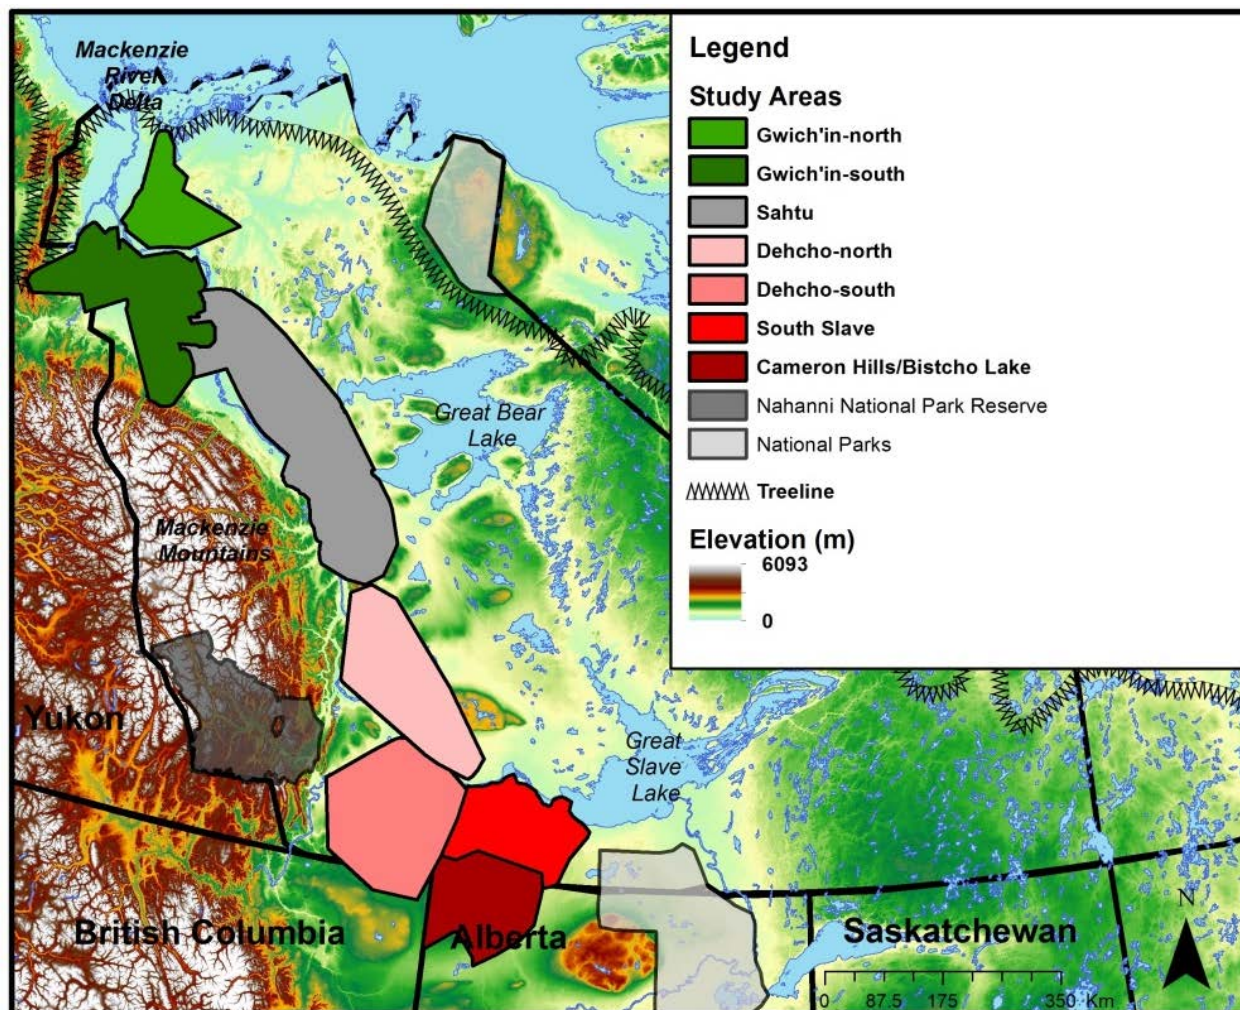 Mackenzie
River
Delta
Great Bear
Lake
Mackenzie
Mountains
Yukon
Great
Slave
Lake
British Columbia
Alberta
Saskatchewan
N
0 87.5 175 350 Km
Legend
Study Areas
Gwich'in-north
Gwich'in-south
Sahtu
Dehcho-north
Dehcho-south
South Slave
Cameron Hills/Bistcho Lake
Nahanni National Park Reserve
National Parks
Treeline
Elevation (m)
6093
0